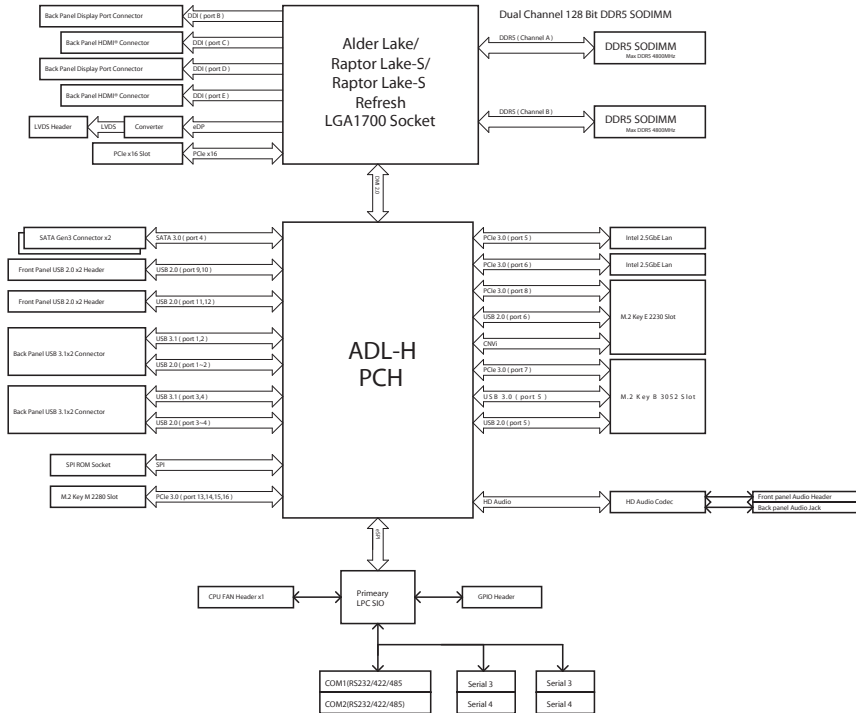 Dual Channel 128 Bit DDR5 SODIMM
Back Panel Display Port Connector
DDI ( port B )
Back Panel HDMI® Connector
DDI ( port C )
Back Panel Display Port Connector
DDI ( port D )
Back Panel HDMI® Connector
DDI ( port E )
LVDS Header
LVDS
Converter
eDP
PCIe x16 Slot
PCIe x16
Alder Lake/
Raptor Lake-S/
Raptor Lake-S
Refresh
LGA1700 Socket
DDR5 ( Channel A )
DDR5 SODIMM
Max DDR5 4800MHz
DDR5 ( Channel B )
DDR5 SODIMM
Max DDR5 4800MHz
DMI 2.0
SATA Gen3 Connector x2
SATA 3.0 ( port 4 )
Front Panel USB 2.0 x2 Header
USB 2.0 ( port 9,10 )
Front Panel USB 2.0 x2 Header
USB 2.0 ( port 11,12 )
Back Panel USB 3.1x2 Connector
USB 3.1 ( port 1,2 )
USB 2.0 ( port 1~2 )
Back Panel USB 3.1x2 Connector
USB 3.1 ( port 3,4 )
USB 2.0 ( port 3~4 )
SPI ROM Socket
SPI
M.2 Key M 2280 Slot
PCIe 3.0 ( port 13,14,15,16 )
ADL-H
PCH
PCIe 3.0 ( port 5 )
Intel 2.5GbE Lan
PCIe 3.0 ( port 6 )
Intel 2.5GbE Lan
PCIe 3.0 ( port 8 )
USB 2.0 ( port 6 )
CNVi
M.2 Key E 2230 Slot
PCIe 3.0 ( port 7 )
USB 3.0 ( port 5 )
USB 2.0 ( port 5 )
M.2 Key B 3052 Slot
HD Audio
HD Audio Codec
Front panel Audio Header
Back panel Audio Jack
eSPI
CPU FAN Header x1
Primeary
LPC SIO
GPIO Header
COM1(RS232/422/485
COM2(RS232/422/485)
Serial 3
Serial 4
Serial 3
Serial 4